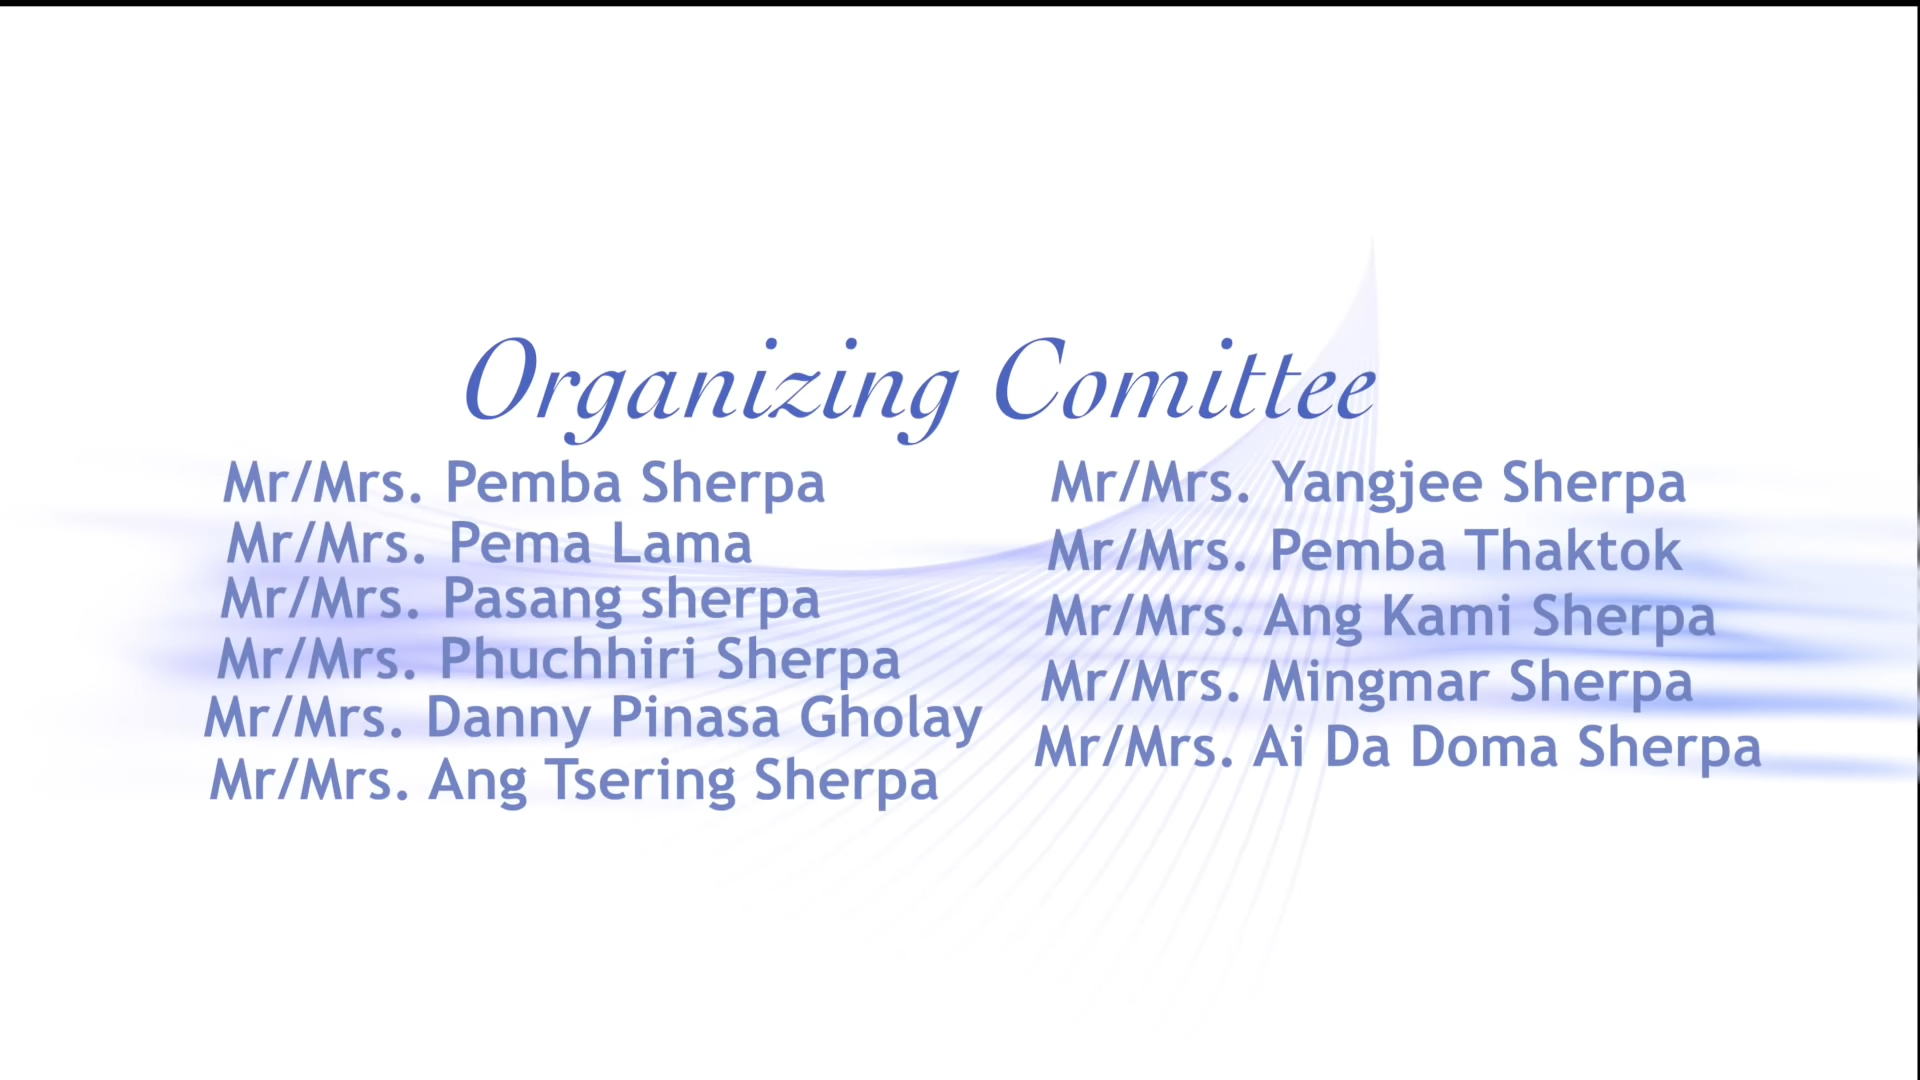 Organizing Comittee
Mr/Mrs. Pemba Sherpa
Mr/Mrs. Pema Lama
Mr/Mrs. Pasang sherpa
Mr/Mrs. Phuchhiri Sherpa
Mr/Mrs. Danny Pinasa Gholay
Mr/Mrs. Ang Tsering Sherpa
Mr/Mrs. Yangjee Sherpa
Mr/Mrs. Pemba Thaktok
Mr/Mrs. Ang Kami Sherpa
Mr/Mrs. Mingmar Sherpa
Mr/Mrs. Ai Da Doma Sherpa